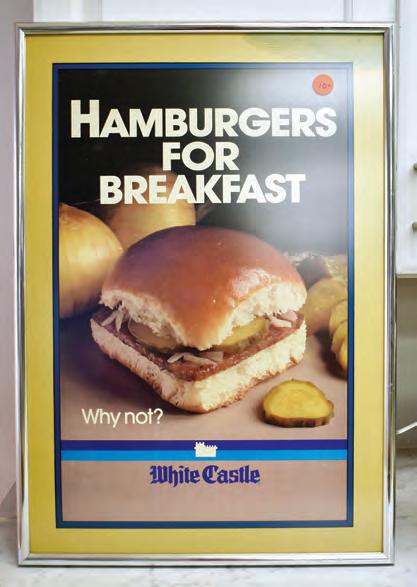 10-
HAMBURGERS
FOR
BREAKFAST
Why not?
White Castle